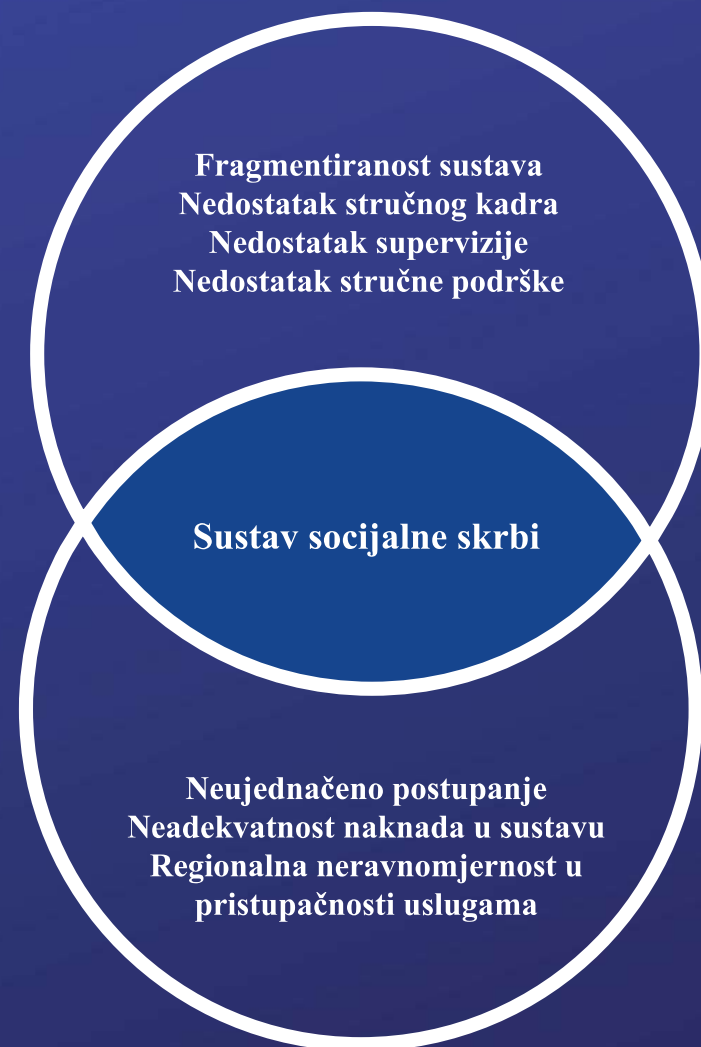 Fragmentiranost sustava
Nedostatak stručnog kadra
Nedostatak supervizije
Nedostatak stručne podrške
Sustav socijalne skrbi
Neujednačeno postupanje
Neadekvatnost naknada u sustavu
Regionalna neravnomjernost u
pristupačnosti uslugama